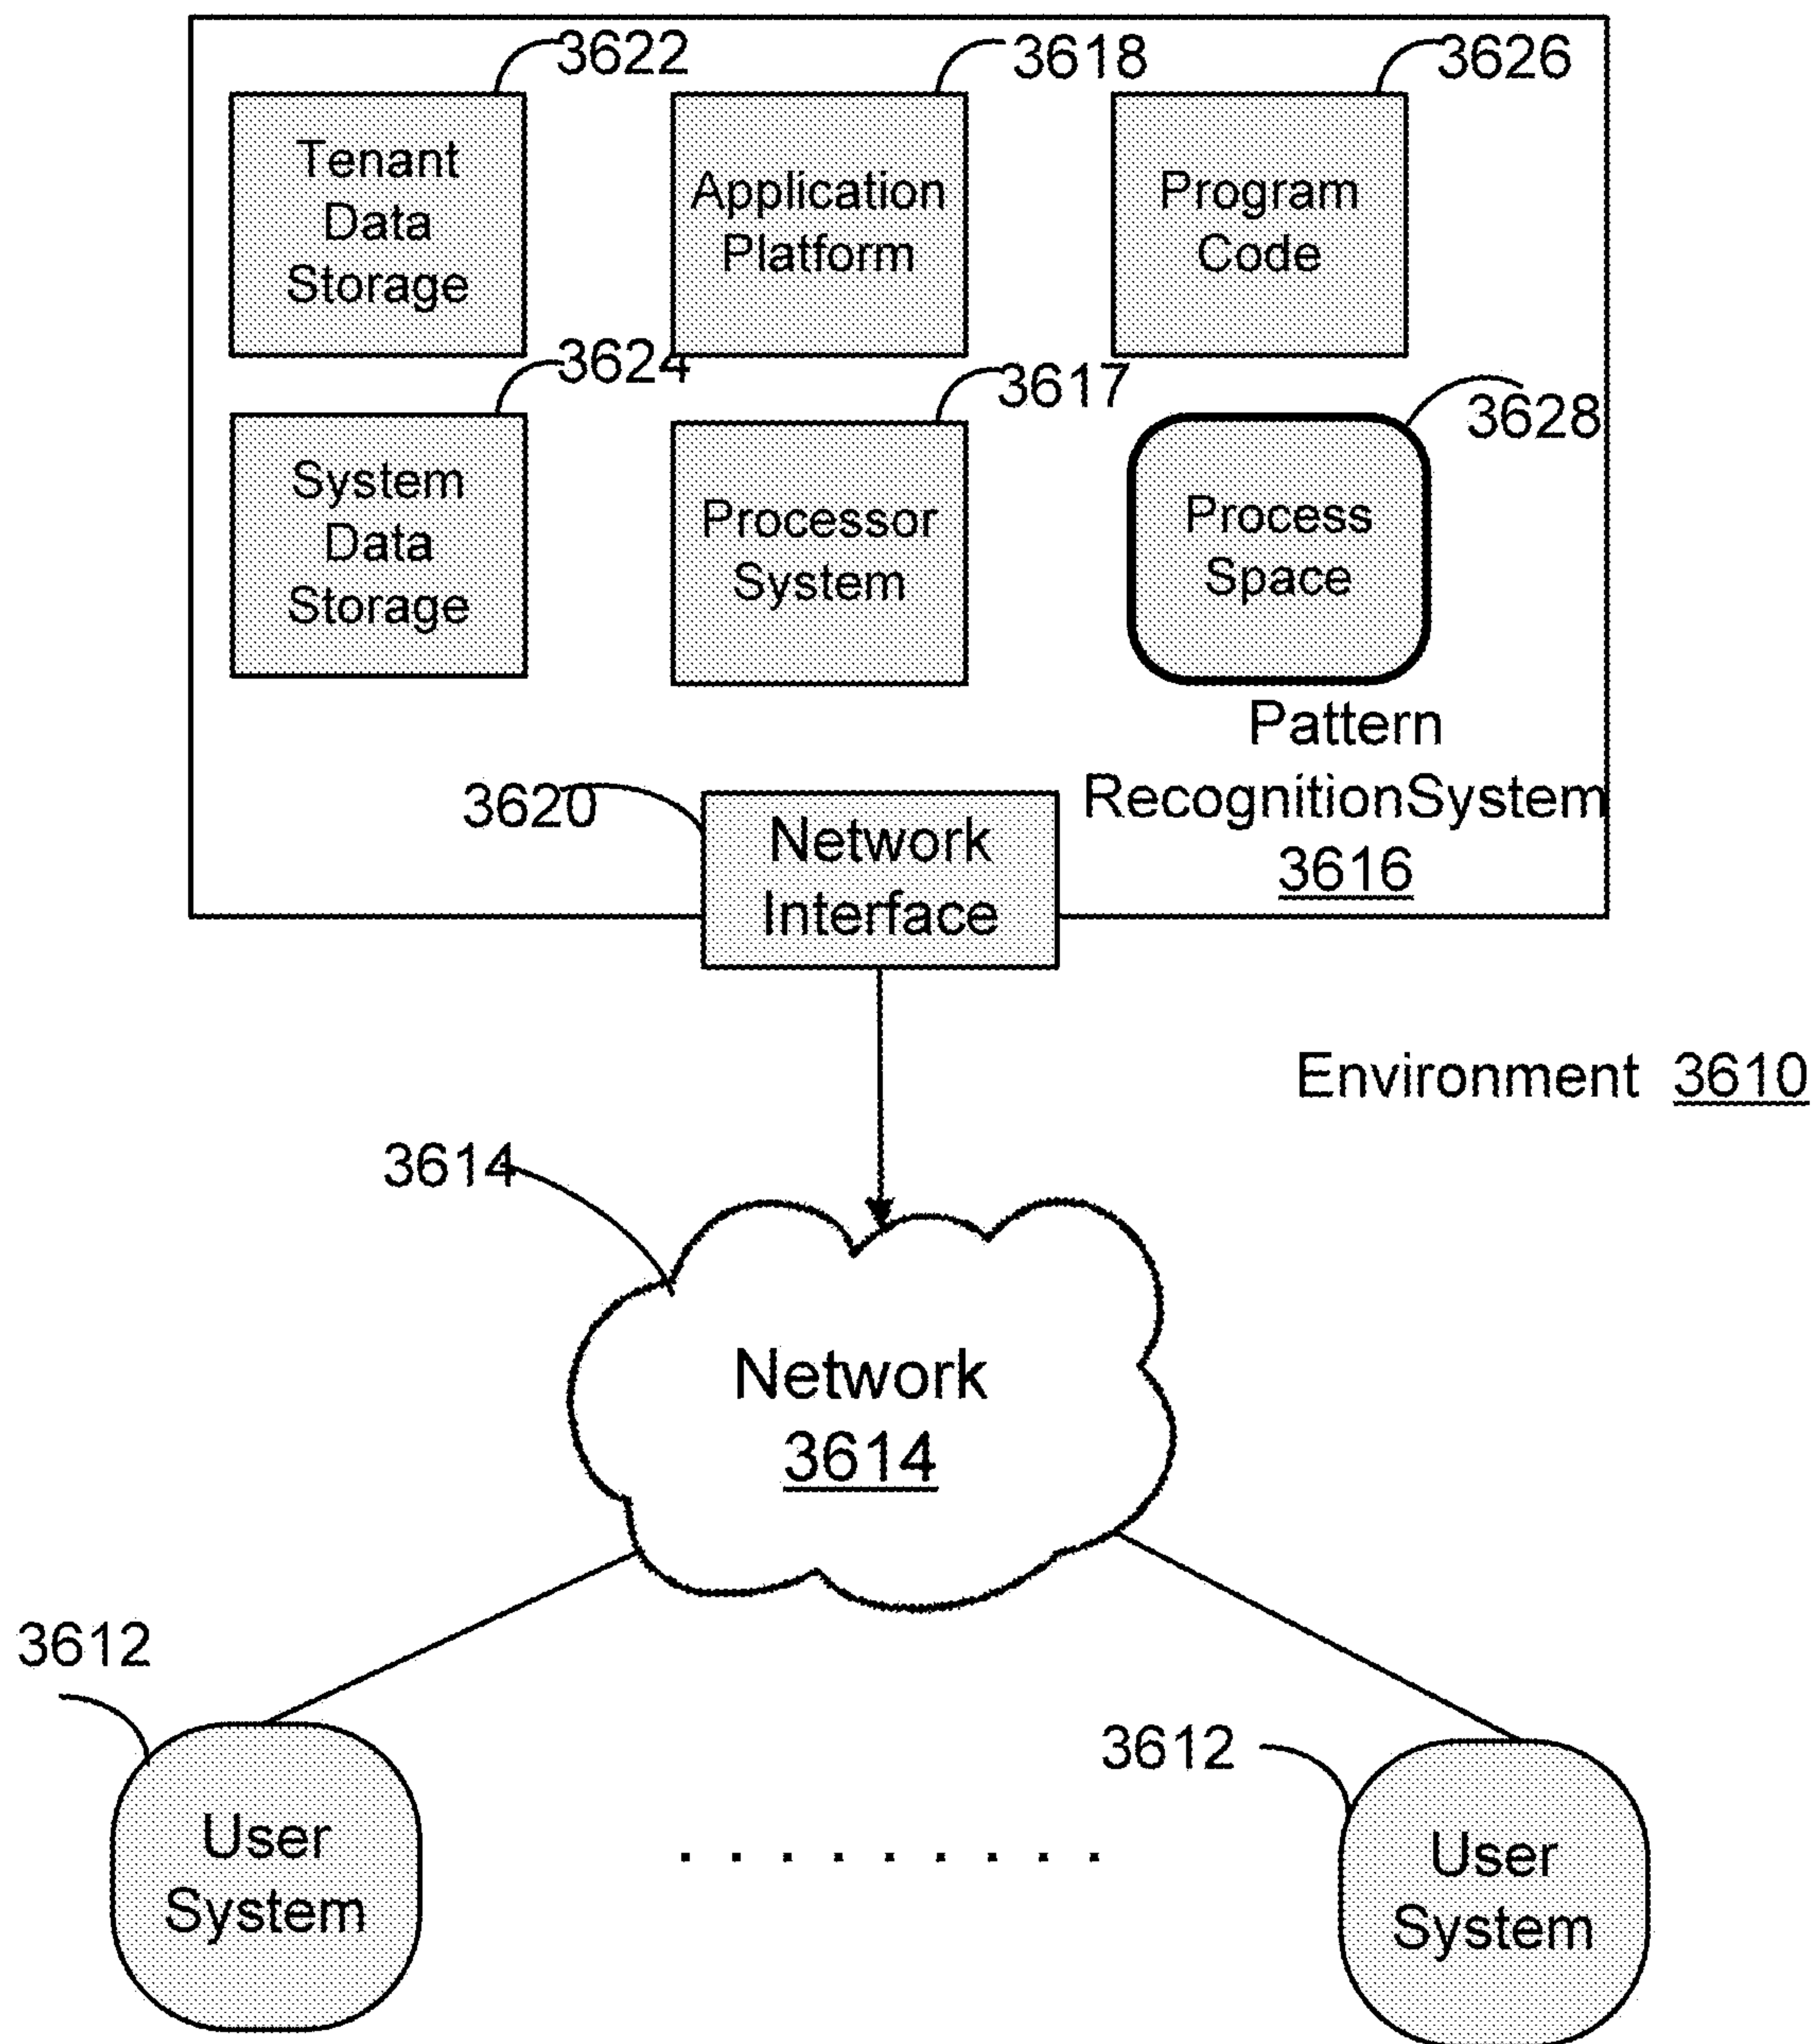 3622
3618
3626
Tenant
Data
Storage
Application
Platform
Program
Code
3624
3617
3628
System
Data
Storage
Processor
System
Process
Space
Pattern
RecognitionSystem
3616
3620
Network
Interface
Environment 3610
3614
Network
3614
3612
User
System
3612
User
System